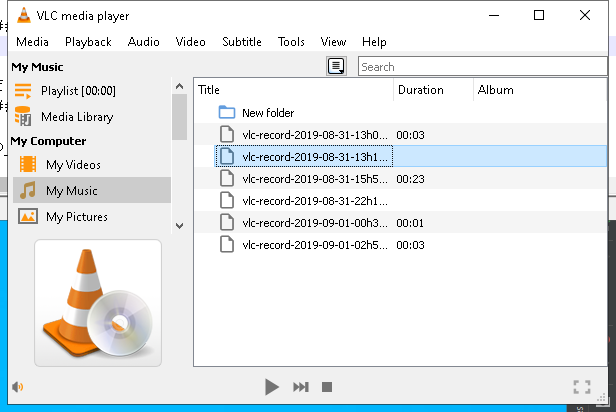 VLC media player
Media Playback Audio Video Subtitle Tools View Help
My Music
Search
Playlist [00:00]
Media Library
My Computer
My Videos
My Music
My Pictures
Title Duration Album
New folder
vlc-record-2019-08-31-13h0... 00:03
vlc-record-2019-08-31-13h1...
vlc-record-2019-08-31-15h5... 00:23
vlc-record-2019-08-31-22h1...
vlc-record-2019-09-01-00h3... 00:01
vlc-record-2019-09-01-02h5... 00:03